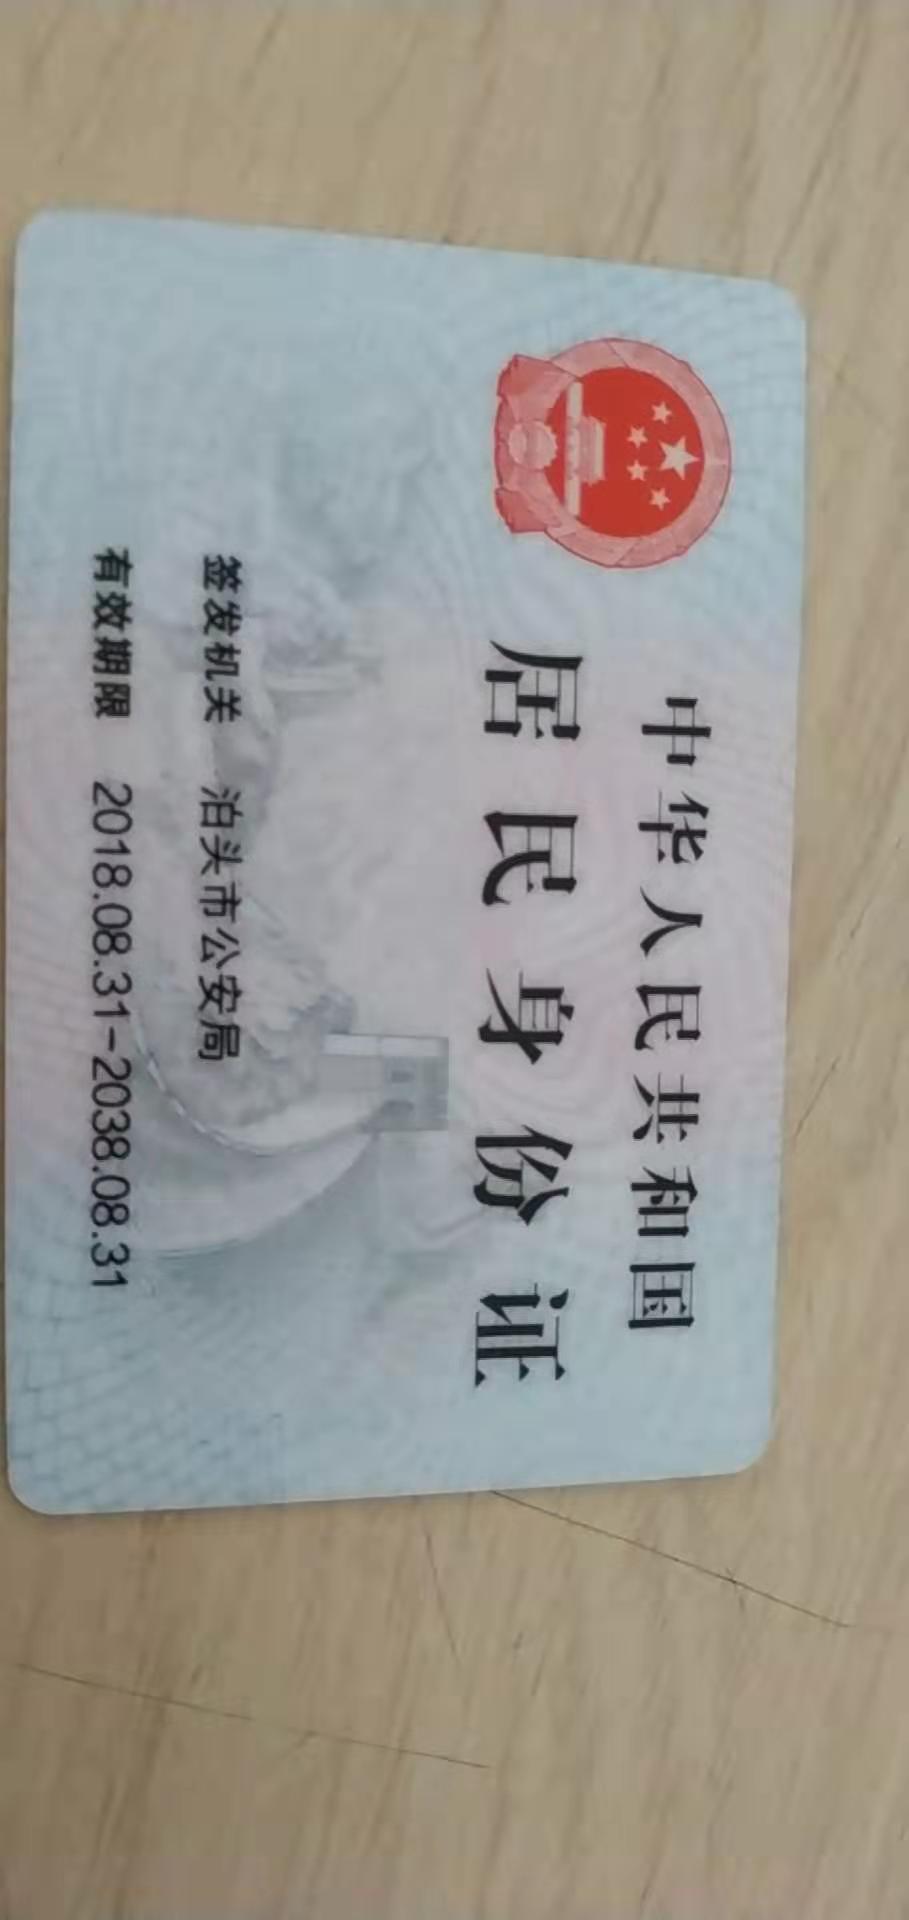 中华人民共和国
居民身份证
签发机关 泊头市公安局
有效期限 2018.08.31-2038.08.31